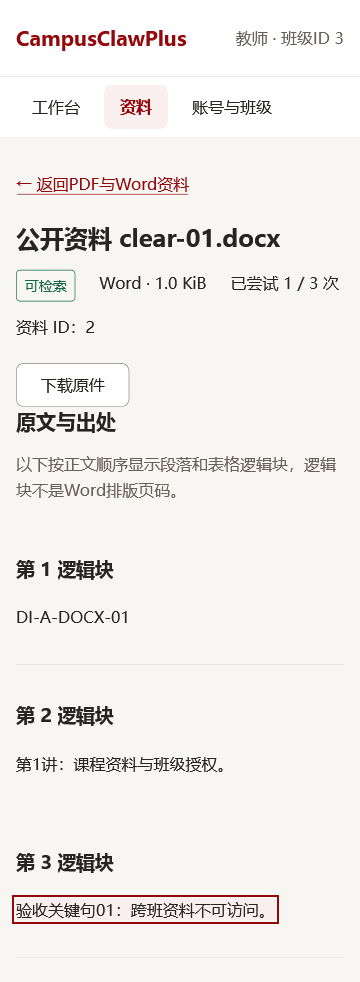 CampusClawPlus
教师 · 班级ID 3
工作台 资料 账号与班级
← 返回PDF与Word资料
公开资料 clear-01.docx
可检索 Word · 1.0 KiB 已尝试 1 / 3 次
资料 ID：2
下载原件
原文与出处
以下按正文顺序显示段落和表格逻辑块，逻辑
块不是Word排版页码。
第 1 逻辑块
DI-A-DOCX-01
第 2 逻辑块
第1讲：课程资料与班级授权。
第 3 逻辑块
验收关键句01：跨班资料不可访问。